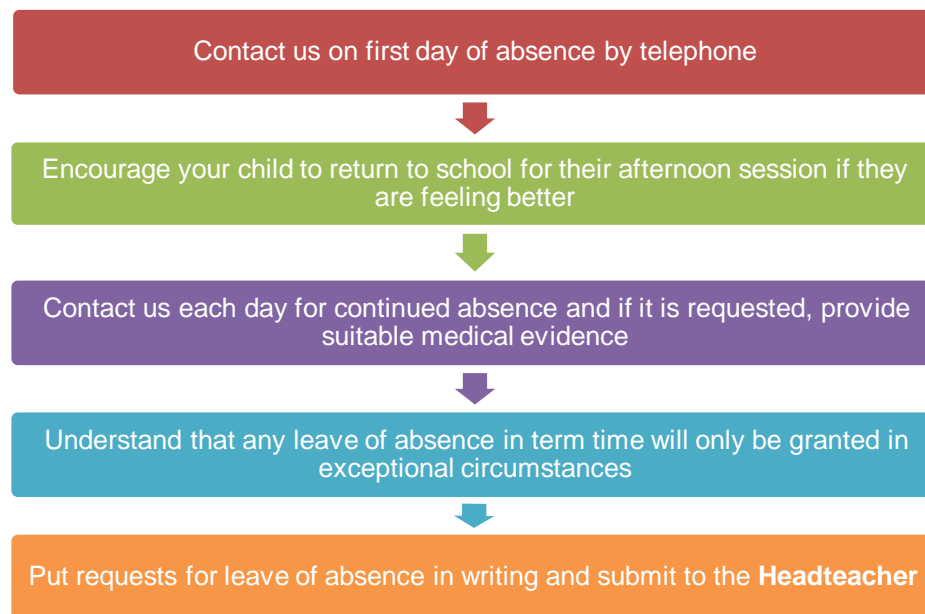 Contact us on first day of absence by telephone
Encourage your child to return to school for their afternoon session if they
are feeling better
Contact us each day for continued absence and if it is requested, provide
suitable medical evidence
Understand that any leave of absence in term time will only be granted in
exceptional circumstances
Put requests for leave of absence in writing and submit to the Headteacher